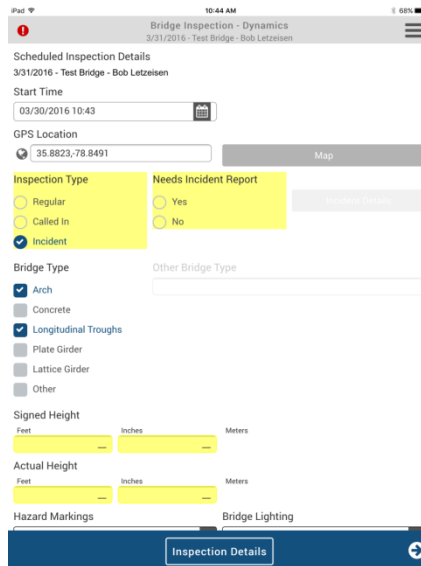 iPad 10:44 AM 68%
Bridge Inspection - Dynamics
3/31/2016 - Test Bridge - Bob Letzeisen
Scheduled Inspection Details
3/31/2016 - Test Bridge - Bob Letzeisen
Start Time
03/30/2016 10:43
GPS Location
35.8823,-78.8491 Map
Inspection Type Needs Incident Report
Regular Yes Incident Details
Called In No
Incident
Bridge Type Other Bridge Type
Arch
Concrete
Longitudinal Troughs
Plate Girder
Lattice Girder
Other
Signed Height
Feet Inches Meters
Actual Height
Feet Inches Meters
Hazard Markings Bridge Lighting
Inspection Details